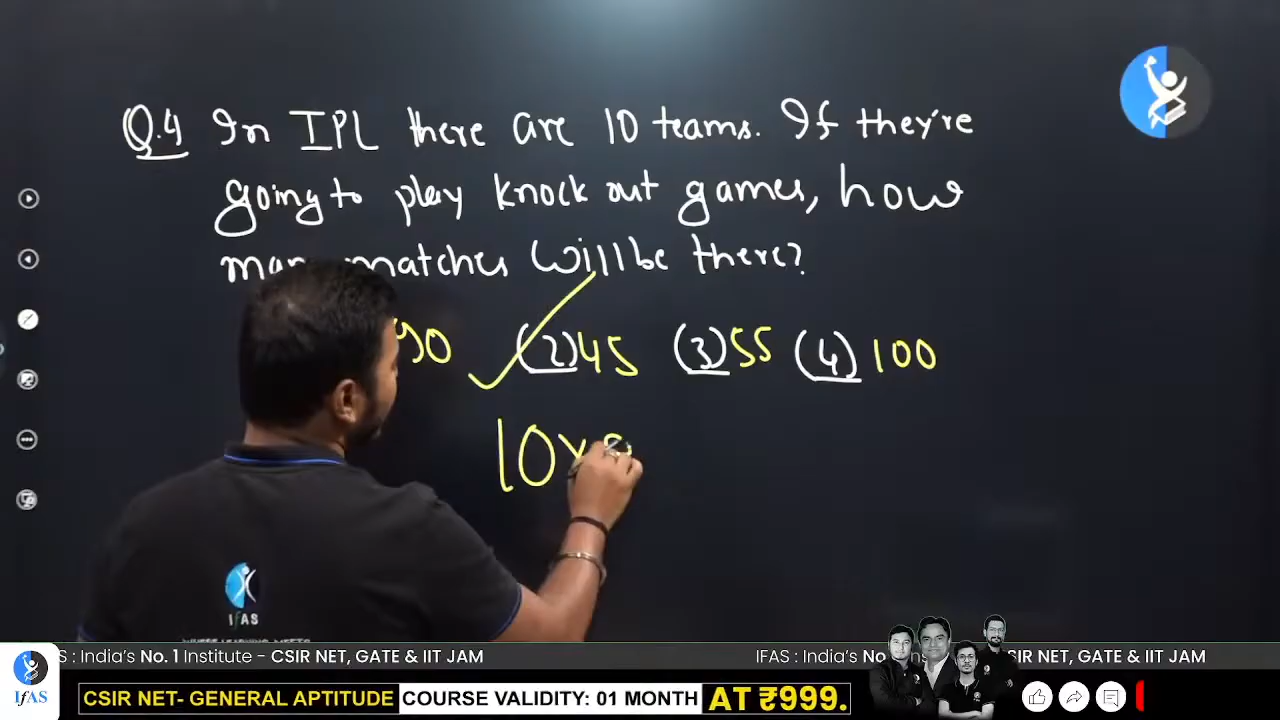 Q.4 In IPL there are 10 teams. If they're
going to play knock out games, how
matches will be there?
90 (2) 45 (3) 55 (4) 100
10×9
IFAS
: India's No. 1 Institute - CSIR NET, GATE & IIT JAM
IFAS : India's No. CSIR NET, GATE & IIT JAM
IFAS
CSIR NET- GENERAL APTITUDE COURSE VALIDITY: 01 MONTH AT ₹999.